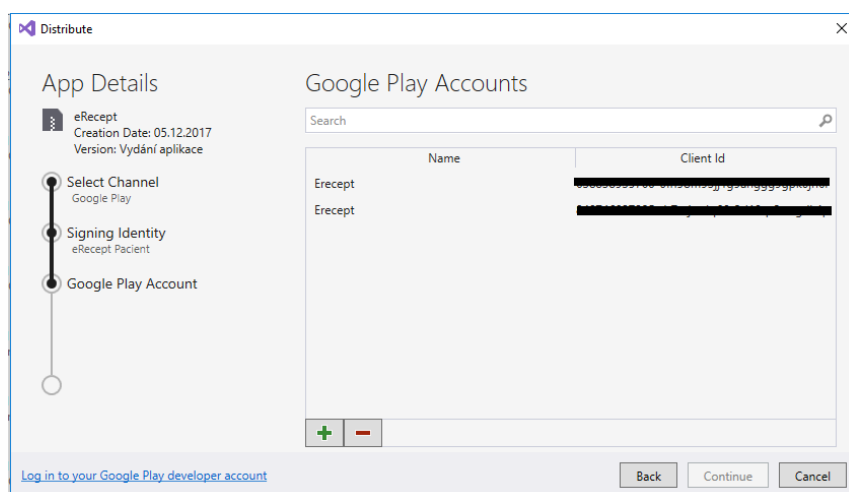 Distribute
App Details
eRecept
Creation Date: 05.12.2017
Version: Vydání aplikace
Select Channel
Google Play
Signing Identity
eRecept Pacient
Google Play Account
Google Play Accounts
Search
Name Client Id
Erecept
Erecept
Log in to your Google Play developer account
Back Continue Cancel